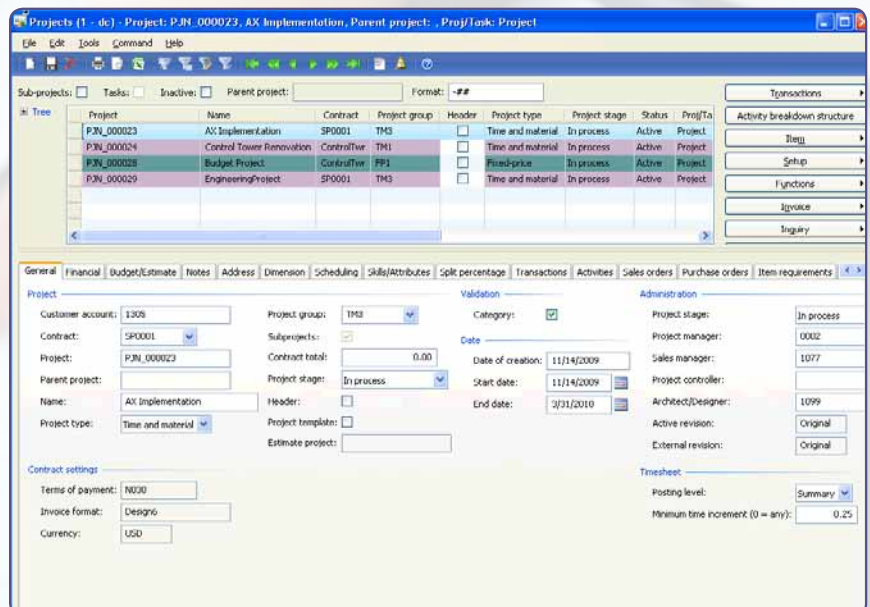 Projects (1 - dc) - Project: PJN_000023, AX Implementation, Parent project: , Proj/Task: Project
File Edit Tools Command Help
Sub-projects: Tasks: Inactive: Parent project: Format: -##
Transactions
Tree
Project Name Contract Project group Header Project type Project stage Status Proj/Ta
Activity breakdown structure
PJN_000023 AX Implementation SP0001 TM3 Time and material In process Active Project
Item
PJN_000024 Control Tower Renovation ControlTwr TM1 Time and material In process Active Project
PJN_000028 Budget Project ControlTwr FP1 Fixed-price In process Active Project
Setup
PJN_000029 EngineeringProject SP0001 TM3 Time and material In process Active Project
Functions
Invoice
Inquiry
General Financial Budget/Estimate Notes Address Dimension Scheduling Skills/Attributes Split percentage Transactions Activities Sales orders Purchase orders Item requirements
Project
Customer account: 1305
Contract: SP0001
Project: PJN_000023
Parent project:
Name: AX Implementation
Project type: Time and material
Project group: TM3
Subprojects:
Contract total: 0.00
Project stage: In process
Header:
Project template:
Estimate project:
Validation
Category:
Date
Date of creation: 11/14/2009
Start date: 11/14/2009
End date: 3/31/2010
Administration
Project stage: In process
Project manager: 0002
Sales manager: 1077
Project controller:
Architect/Designer: 1099
Active revision: Original
External revision: Original
Contract settings
Terms of payment: N030
Invoice format: Design6
Currency: USD
Timesheet
Posting level: Summary
Minimum time increment (0 = any): 0.25